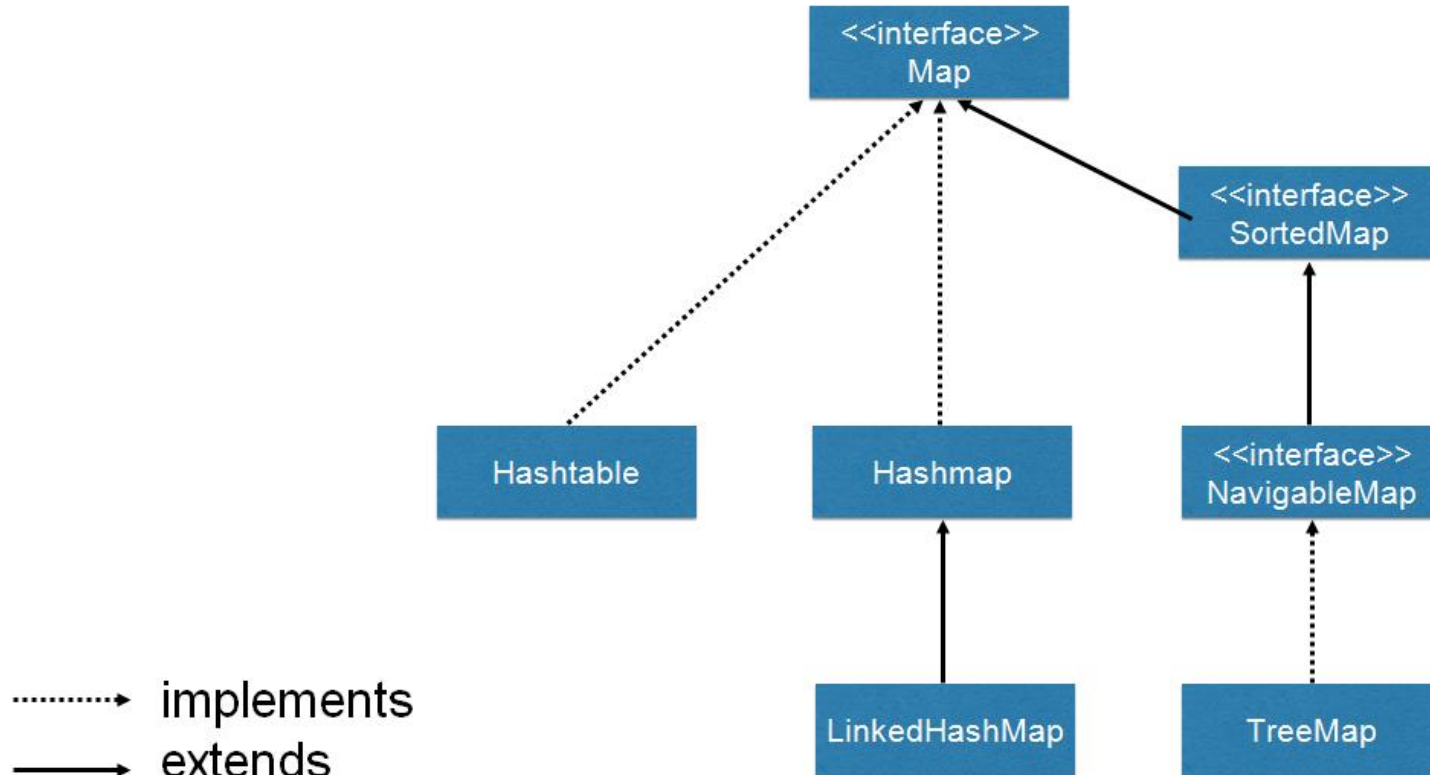 <<interface>>
Map
<<interface>>
SortedMap
Hashtable
Hashmap
<<interface>>
NavigableMap
implements
LinkedHashMap
TreeMap
extends